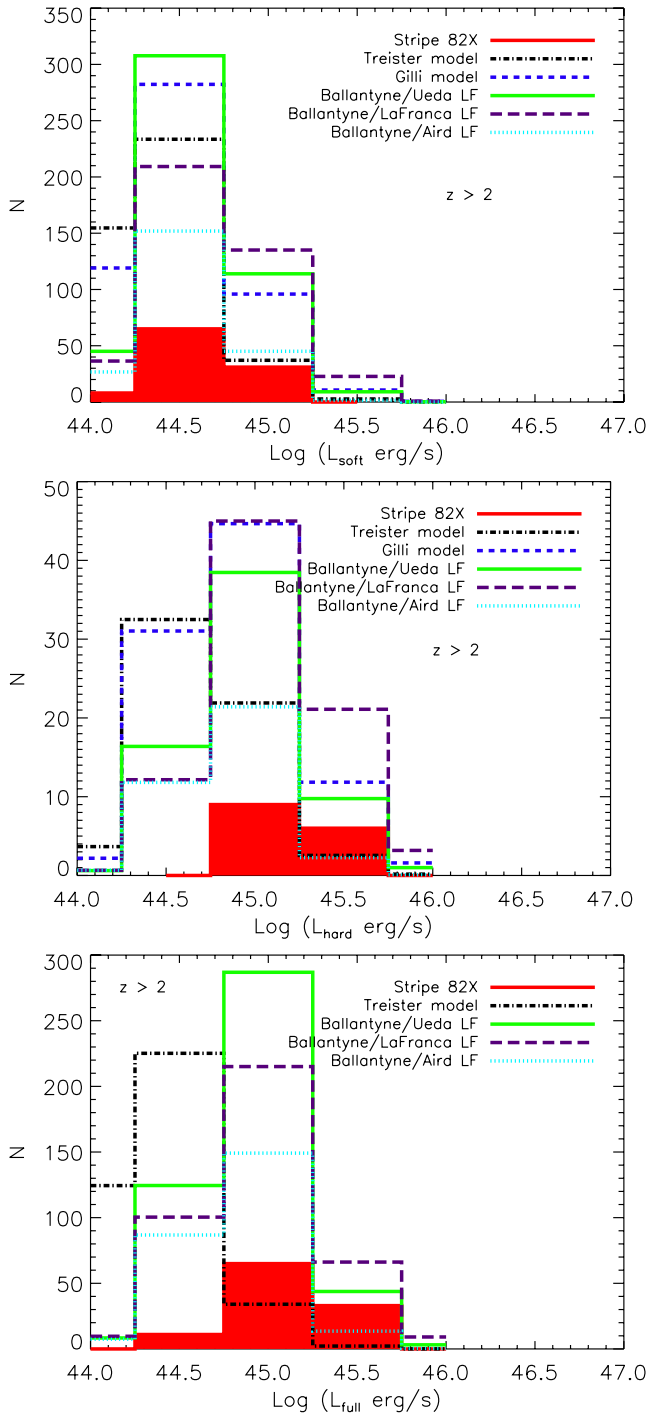 350
300
250
200
150
100
50
0
N
Stripe 82X
Treister model
Gilli model
Ballantyne/Ueda LF
Ballantyne/LaFranca LF
Ballantyne/Aird LF
z > 2
44.0 44.5 45.0 45.5 46.0 46.5 47.0
Log (Lsoft erg/s)
50
40
30
20
10
0
N
Stripe 82X
Treister model
Gilli model
Ballantyne/Ueda LF
Ballantyne/LaFranca LF
Ballantyne/Aird LF
z > 2
44.0 44.5 45.0 45.5 46.0 46.5 47.0
Log (Lhard erg/s)
300
250
200
150
100
50
0
N
z > 2
Stripe 82X
Treister model
Ballantyne/Ueda LF
Ballantyne/LaFranca LF
Ballantyne/Aird LF
44.0 44.5 45.0 45.5 46.0 46.5 47.0
Log (Lfull erg/s)